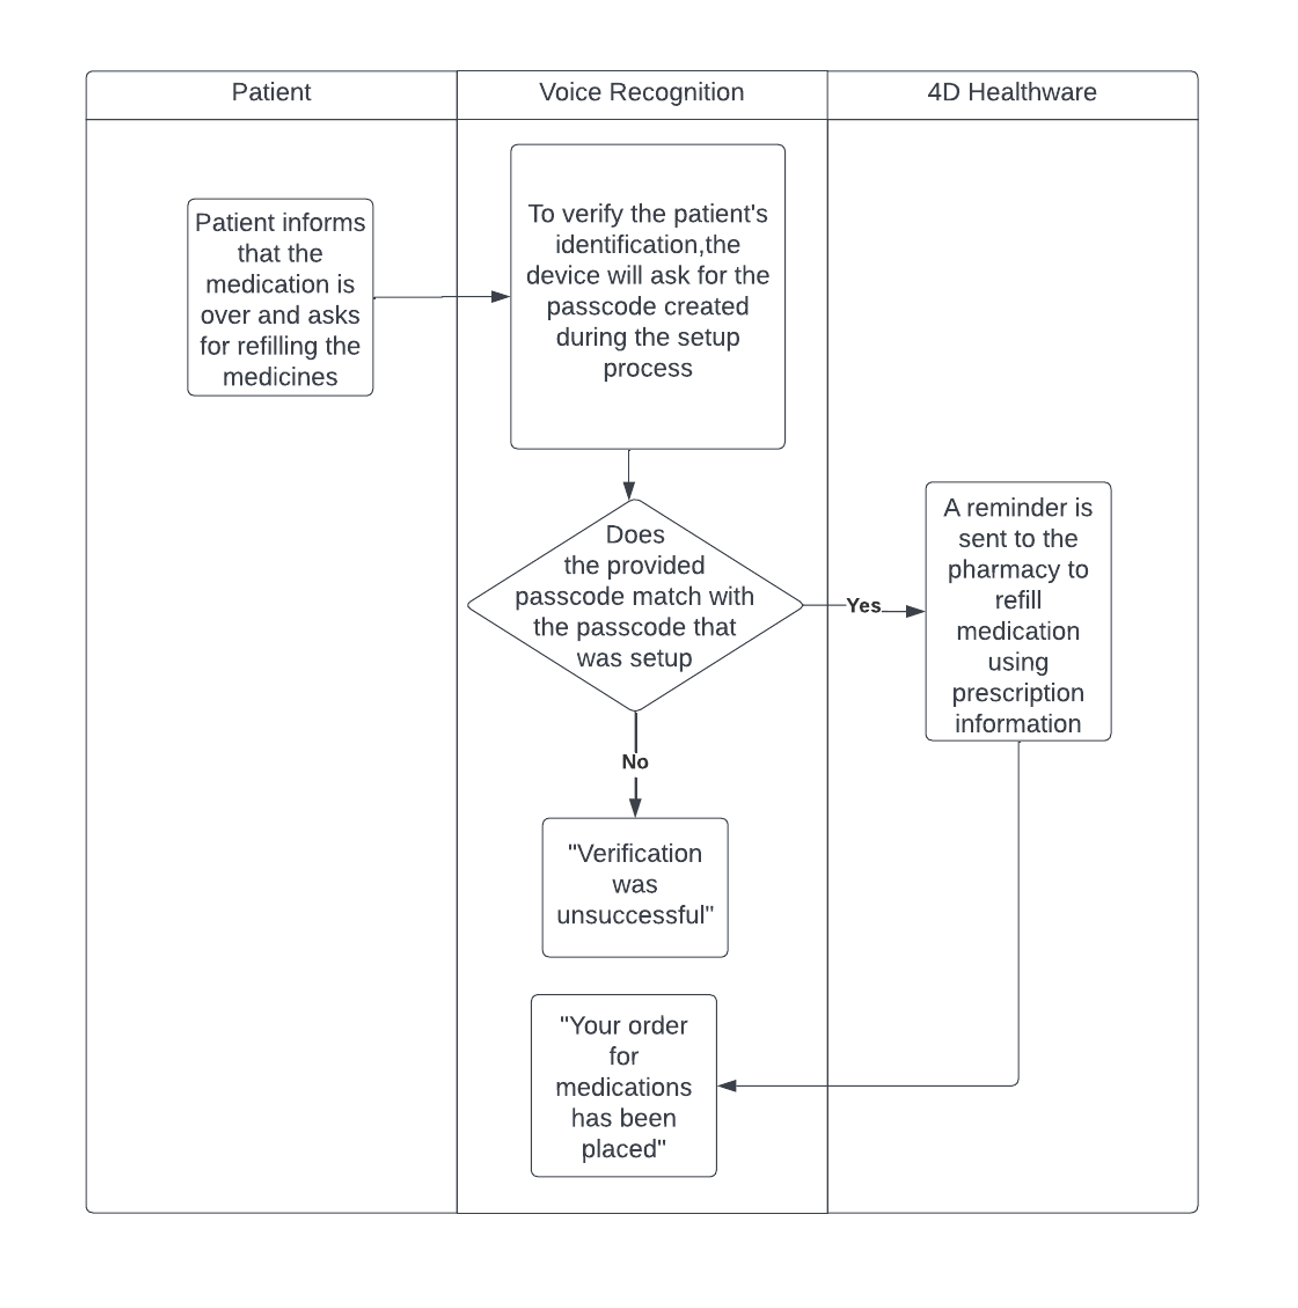 Patient
Voice Recognition
4D Healthware
Patient informs
that the
medication is
over and asks
for refilling the
medicines
To verify the patient's
identification,the
device will ask for the
passcode created
during the setup
process
Does
the provided
passcode match with
the passcode that
was setup
Yes
A reminder is
sent to the
pharmacy to
refill
medication
using
prescription
information
No
"Verification
was
unsuccessful"
"Your order
for
medications
has been
placed"